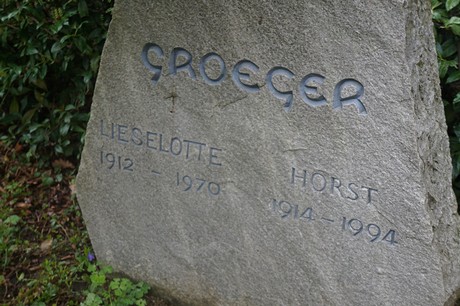 GROEGER
LIESELOTTE
1912 - 1970
HORST
1914-1994